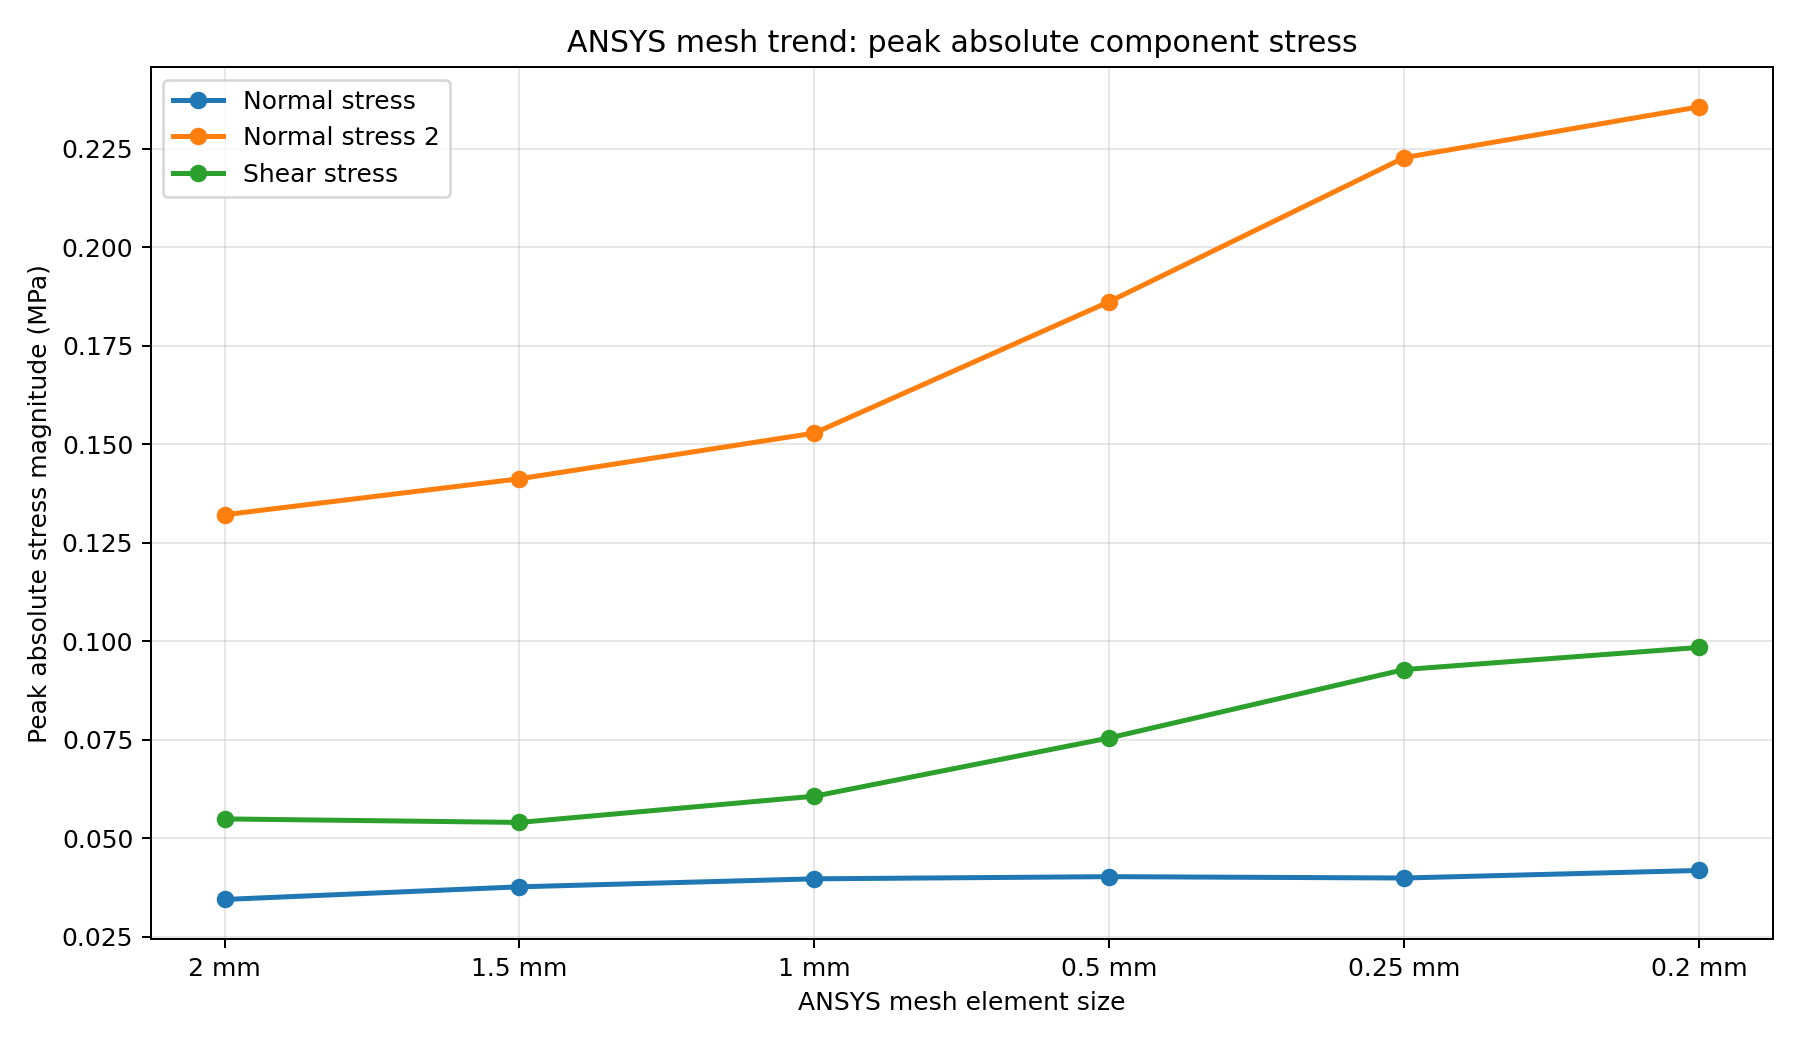 ANSYS mesh trend: peak absolute component stress
Normal stress
Normal stress 2
Shear stress
Peak absolute stress magnitude (MPa)
0.225
0.200
0.175
0.150
0.125
0.100
0.075
0.050
0.025
2 mm
1.5 mm
1 mm
0.5 mm
0.25 mm
0.2 mm
ANSYS mesh element size